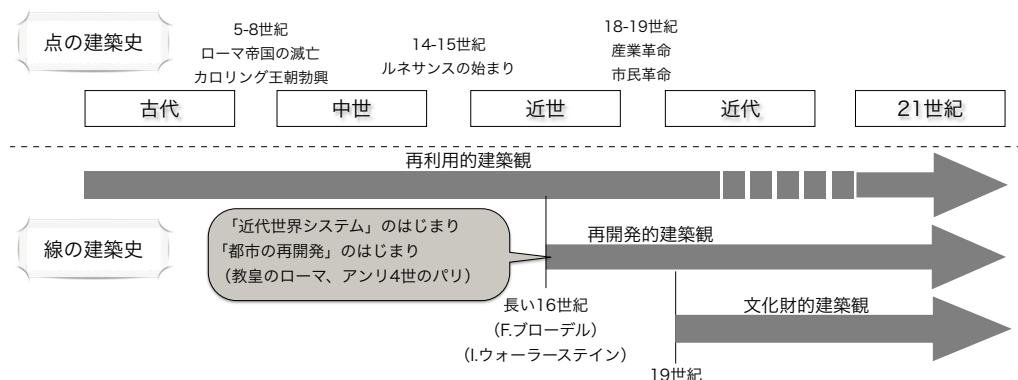 点の建築史
5-8世紀
ローマ帝国の滅亡
カロリング王朝勃興
14-15世紀
ルネサンスの始まり
18-19世紀
産業革命
市民革命
古代
中世
近世
近代
21世紀
再利用的建築観
線の建築史
「近代世界システム」のはじまり
「都市の再開発」のはじまり
（教皇のローマ、アンリ4世のパリ）
再開発的建築観
長い16世紀
（F.ブローデル）
（I.ウォーラーステイン）
文化財的建築観
19世紀